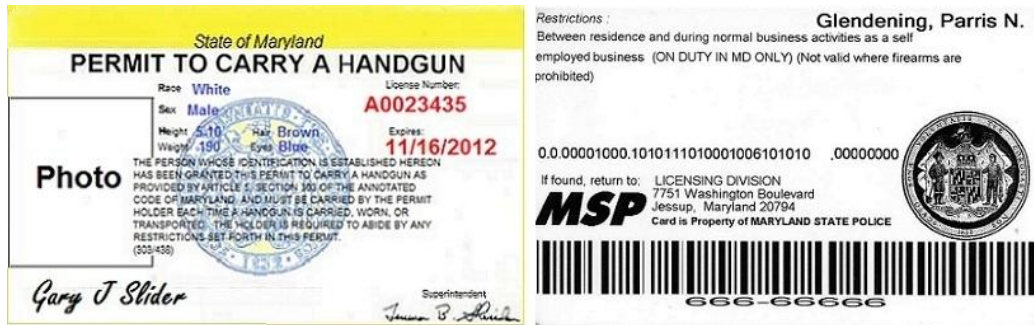 State of Maryland
PERMIT TO CARRY A HANDGUN
Race White
License Number:
Sex Male
A0023435
Height 5.10 Hair Brown
Expires:
Weight .190 Eyes Blue
11/16/2012
Photo
THE PERSON WHOSE IDENTIFICATION IS ESTABLISHED HEREON
HAS BEEN GRANTED THIS PERMIT TO CARRY A HANDGUN AS
PROVIDED BY ARTICLE 5, SECTION 303 OF THE ANNOTATED
CODE OF MARYLAND, AND MUST BE CARRIED BY THE PERMIT
HOLDER EACH TIME A HANDGUN IS CARRIED, WORN, OR
TRANSPORTED. THE HOLDER IS REQUIRED TO ABIDE BY ANY
RESTRICTIONS SET FORTH IN THIS PERMIT.
1632
Gary J Slider
Superintendent
Restrictions :
Glendening, Parris N.
Between residence and during normal business activities as a self
employed business (ON DUTY IN MD ONLY) (Not valid where firearms are
prohibited)
0.0.00001000.1010111010001006101010 .00000000
If found, return to: LICENSING DIVISION
7751 Washington Boulevard
Jessup, Maryland 20794
MSP
Card is Property of MARYLAND STATE POLICE
666-66666